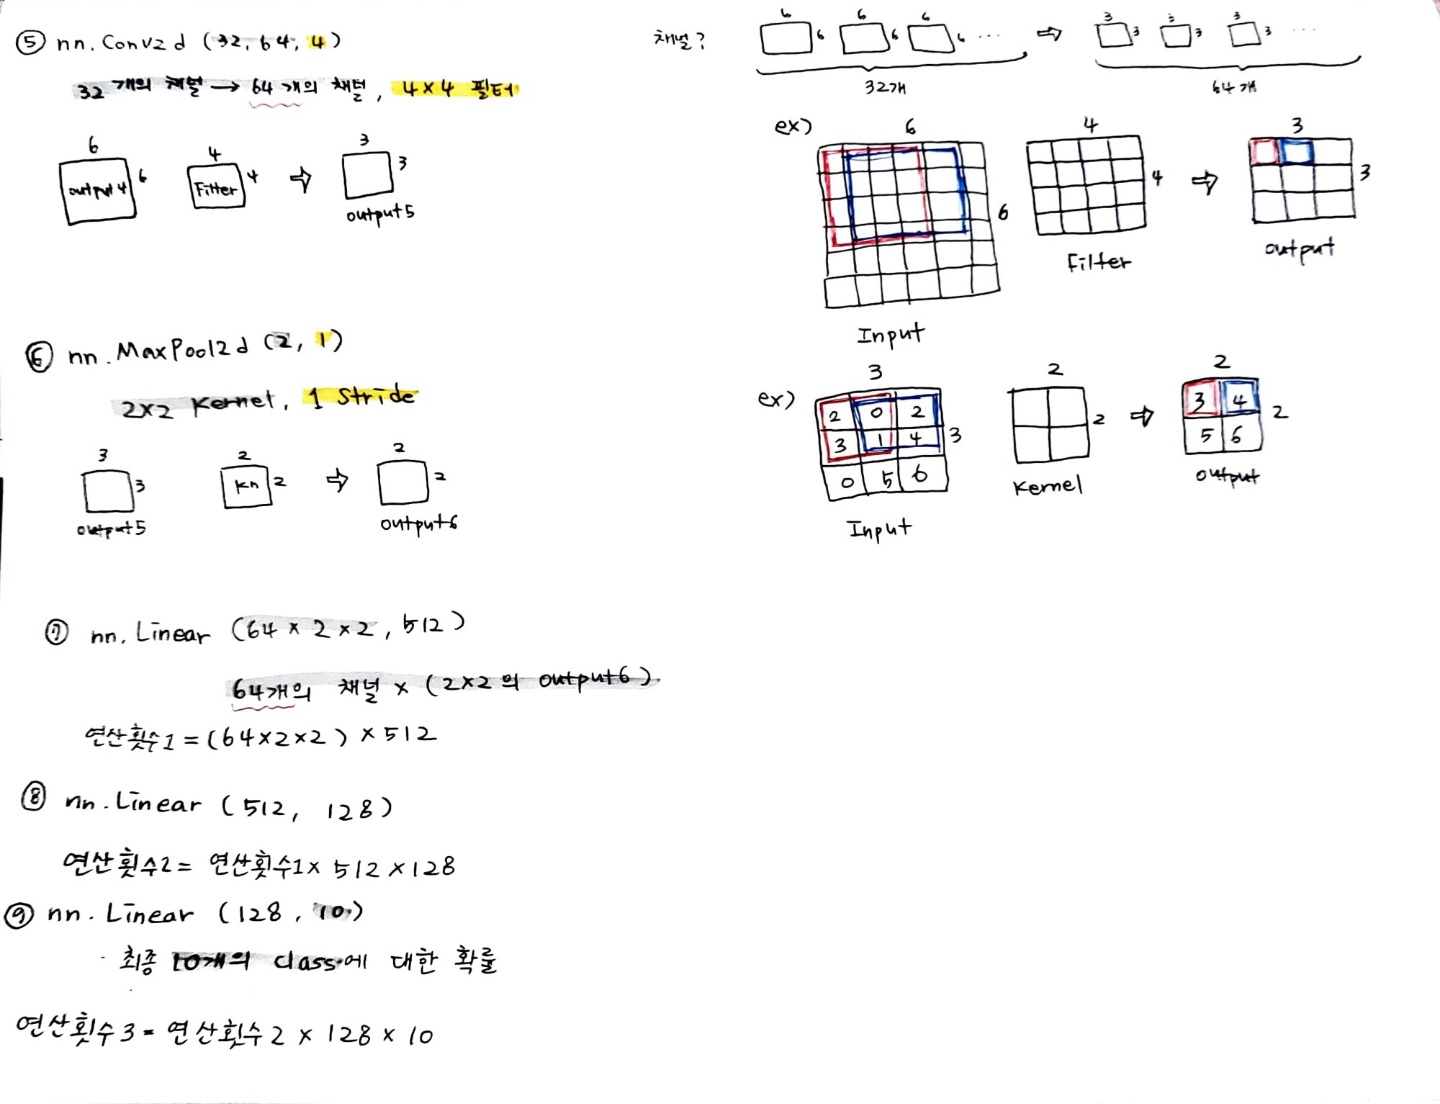 ⑤ nn.Conv2d (32, 64, 4)
32개의 채널 → 64개의 채널, 4×4 필터
6
output4 6
4
Filter 4
⇨
3
3
output5
채널?
6 6 6 6 6 6 ...
32개
⇨
3 3 3 3 3 3 ...
64개
ex)
6
6
Input
4
4
Filter
⇨
3
3
output
⑥ nn.MaxPool2d (2, 1)
2×2 Kernel, 1 Stride
3
3
output5
2
Kn 2
⇨
2
2
output6
ex)
3
2 0 2
3 1 4 3
0 5 6
Input
2
2
Kernel
⇨
2
3 4 2
5 6
output
⑦ nn.Linear (64 × 2 × 2, 512)
64개의 채널 × (2×2의 output6)
연산횟수1 = (64×2×2) × 512
⑧ nn.Linear (512, 128)
연산횟수2 = 연산횟수1 × 512 × 128
⑨ nn.Linear (128, 10)
· 최종 10개의 class에 대한 확률
연산횟수3 = 연산횟수2 × 128 × 10